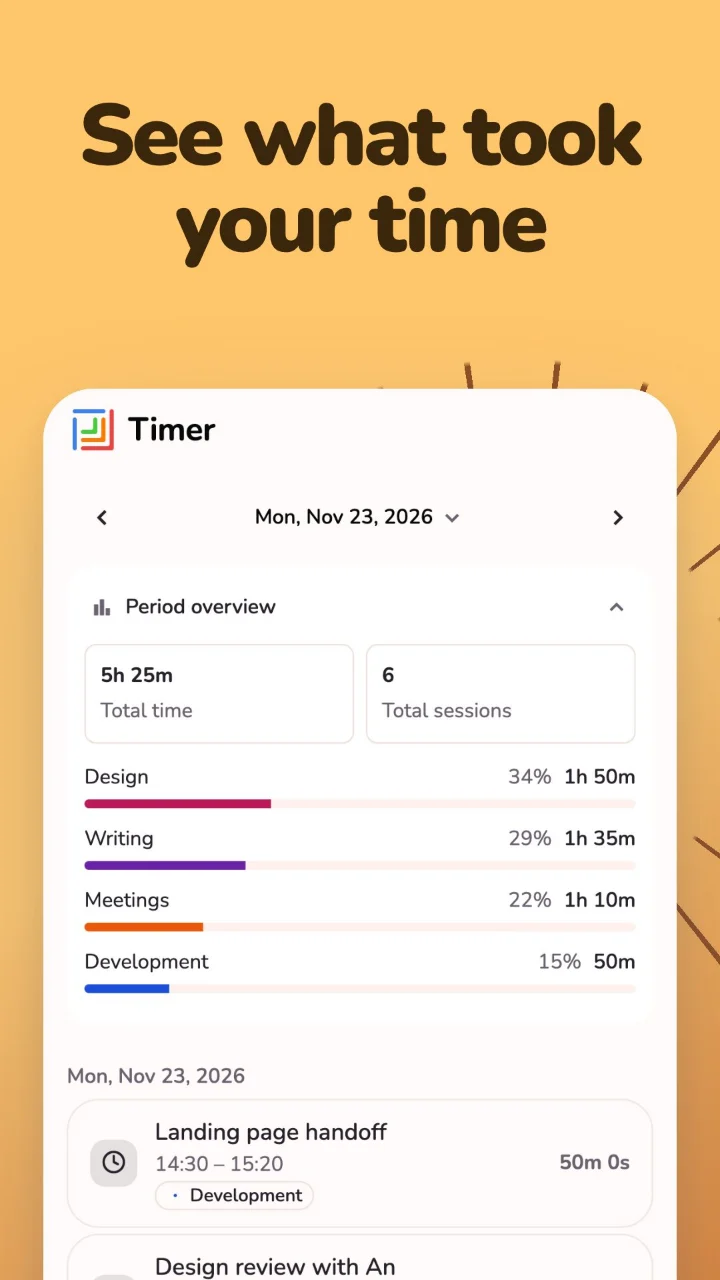 See what took
your time
Timer
Mon, Nov 23, 2026
Period overview
5h 25m
Total time
6
Total sessions
Design 34% 1h 50m
Writing 29% 1h 35m
Meetings 22% 1h 10m
Development 15% 50m
Mon, Nov 23, 2026
Landing page handoff
14:30 – 15:20
50m 0s
Development
Design review with An